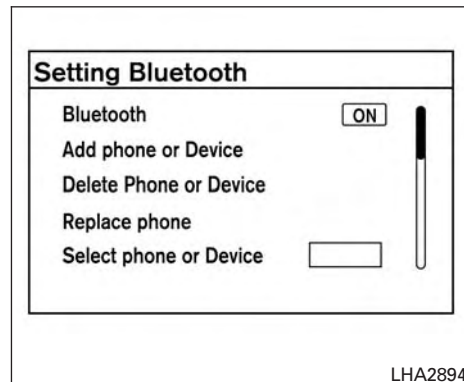 Setting Bluetooth
Bluetooth ON
Add phone or Device
Delete Phone or Device
Replace phone
Select phone or Device
LHA2894